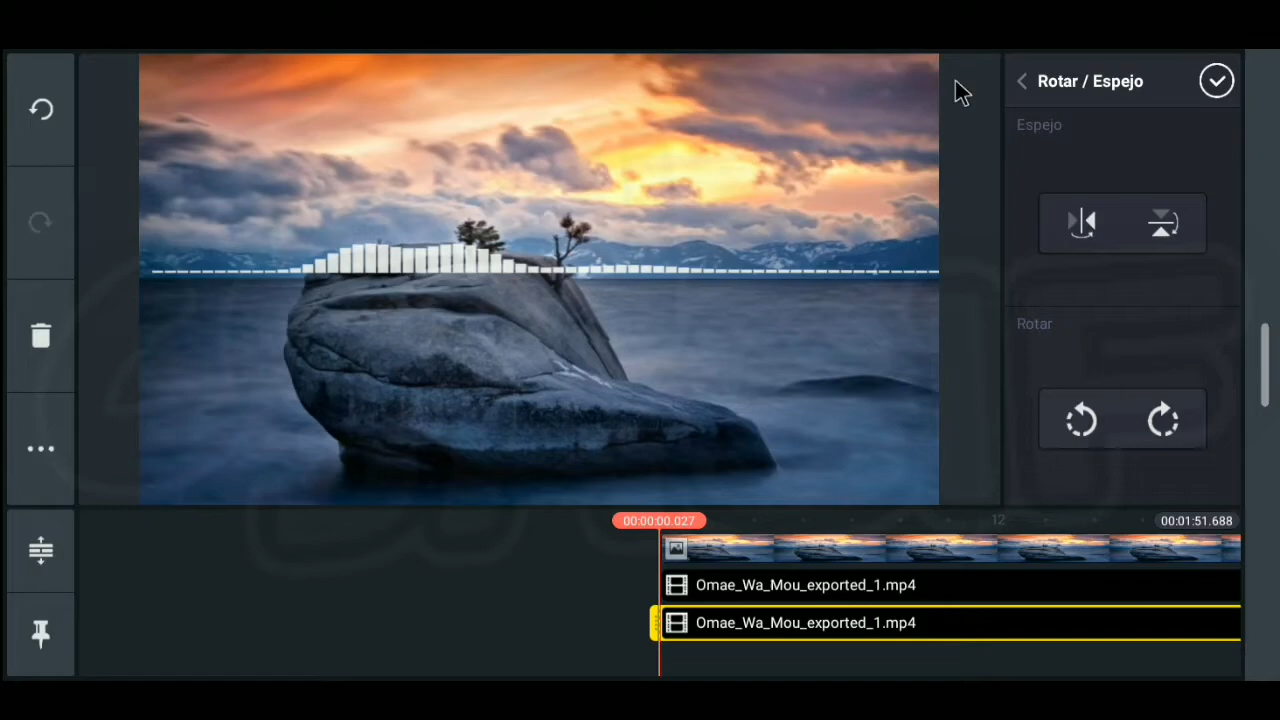 Rotar / Espejo
Espejo
Rotar
00:00:00.027
12
00:01:51.688
Omae_Wa_Mou_exported_1.mp4
Omae_Wa_Mou_exported_1.mp4